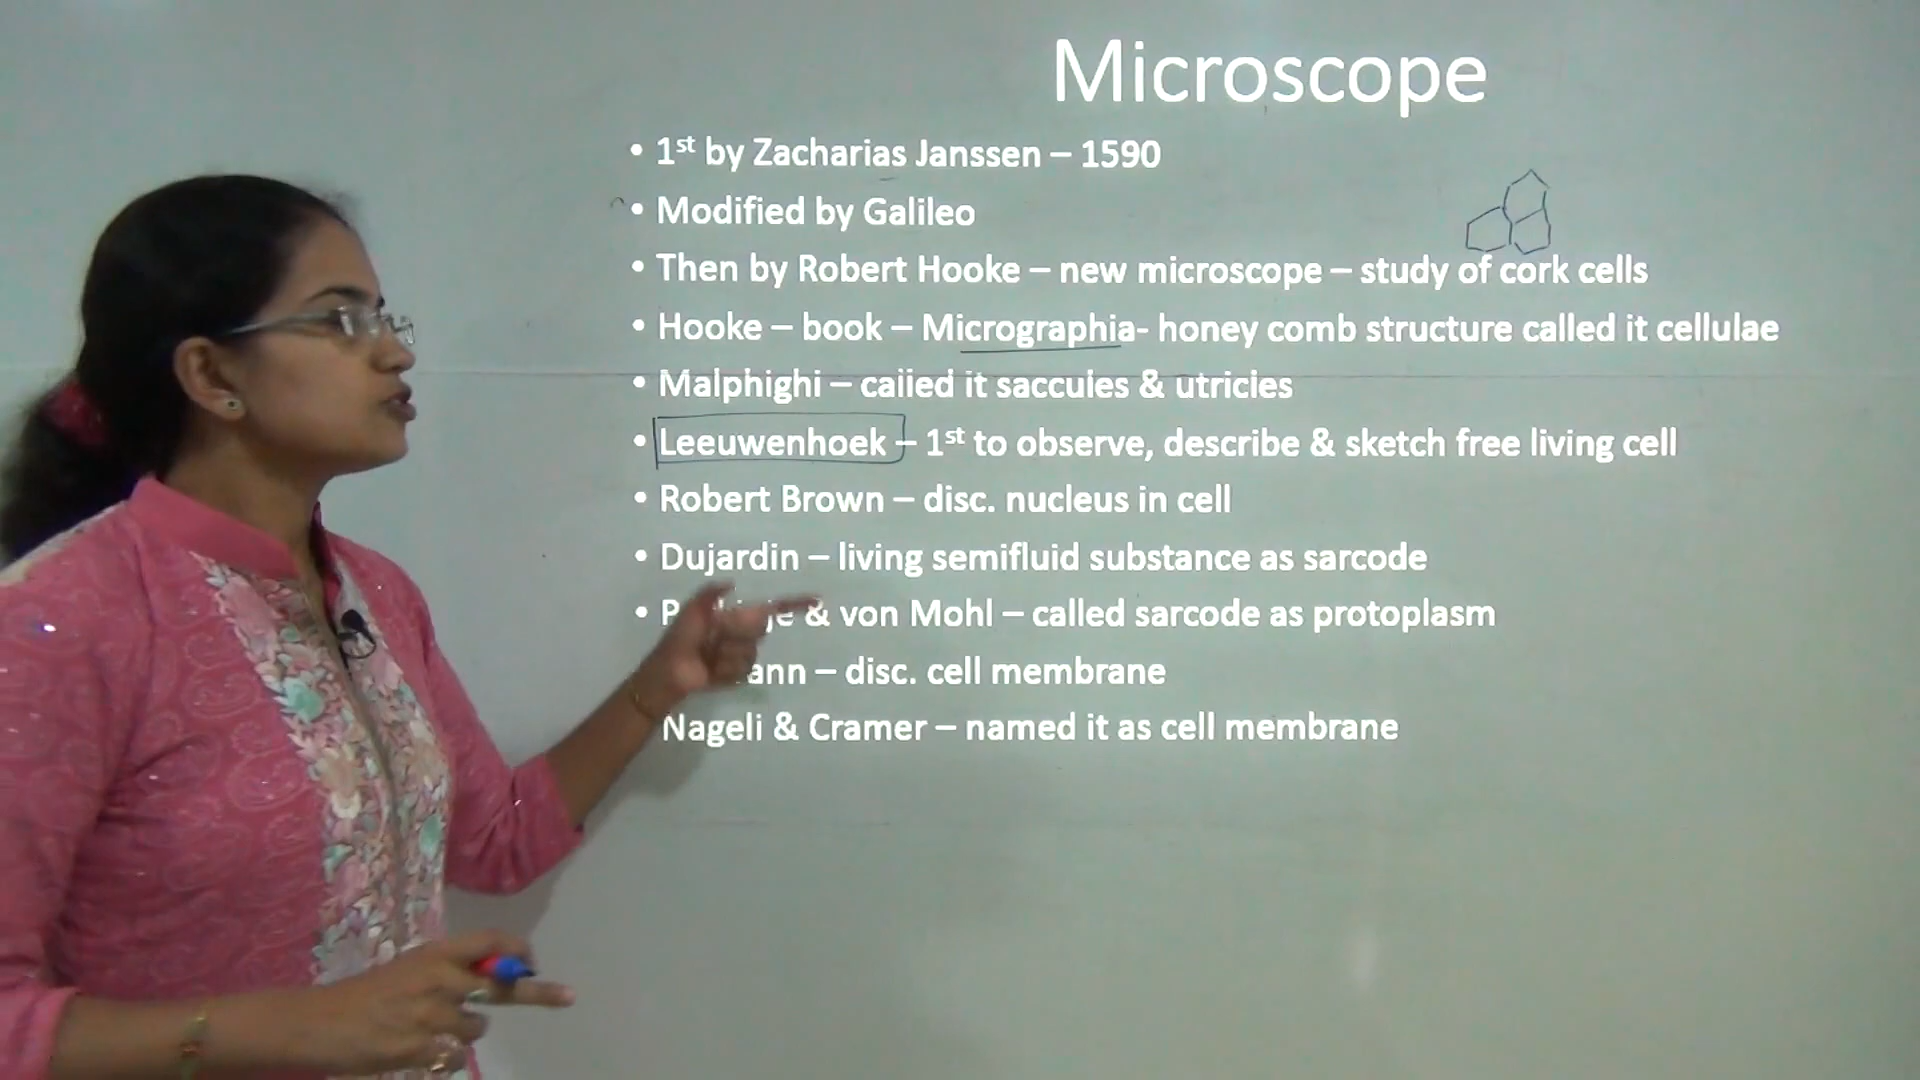 Microscope
• 1st by Zacharias Janssen – 1590
• Modified by Galileo
• Then by Robert Hooke – new microscope – study of cork cells
• Hooke – book – Micrographia- honey comb structure called it cellulae
• Malphighi – called it saccules & utricles
• Leeuwenhoek – 1st to observe, describe & sketch free living cell
• Robert Brown – disc. nucleus in cell
• Dujardin – living semifluid substance as sarcode
• & von Mohl – called sarcode as protoplasm
– disc. cell membrane
Nageli & Cramer – named it as cell membrane